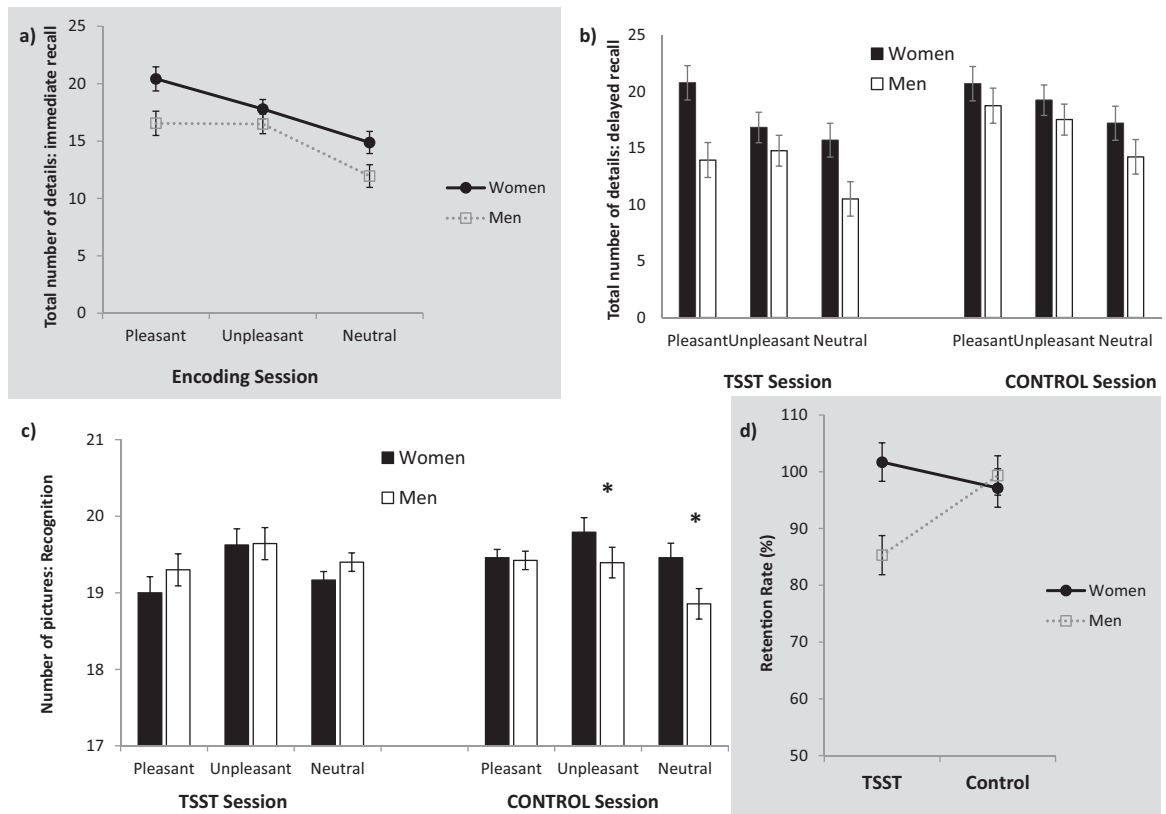 a)
Total number of details: immediate recall
25
20
15
10
5
0
Pleasant Unpleasant Neutral
Encoding Session
Women
Men
b)
Total number of details: delayed recall
25
20
15
10
5
0
Women
Men
PleasantUnpleasant Neutral
PleasantUnpleasant Neutral
TSST Session
CONTROL Session
c)
Number of pictures: Recognition
21
20
19
18
17
Women
Men
*
*
Pleasant Unpleasant Neutral
Pleasant Unpleasant Neutral
TSST Session
CONTROL Session
d)
Retention Rate (%)
110
100
90
80
70
60
50
TSST Control
Women
Men